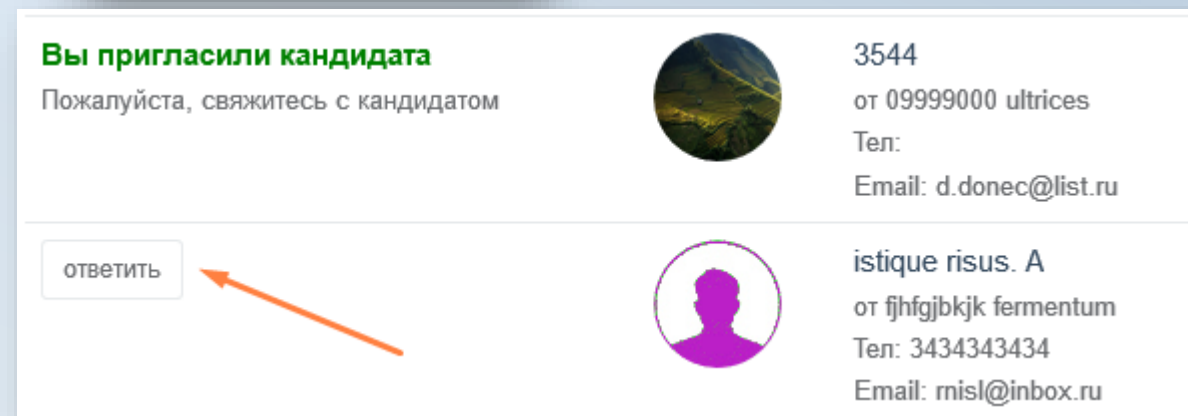 Вы пригласили кандидата
Пожалуйста, свяжитесь с кандидатом
3544
от 09999000 ultrices
Тел:
Email: d.donec@list.ru
ответить
istique risus. A
от fjhfgjbkjk fermentum
Тел: 3434343434
Email: rnisl@inbox.ru